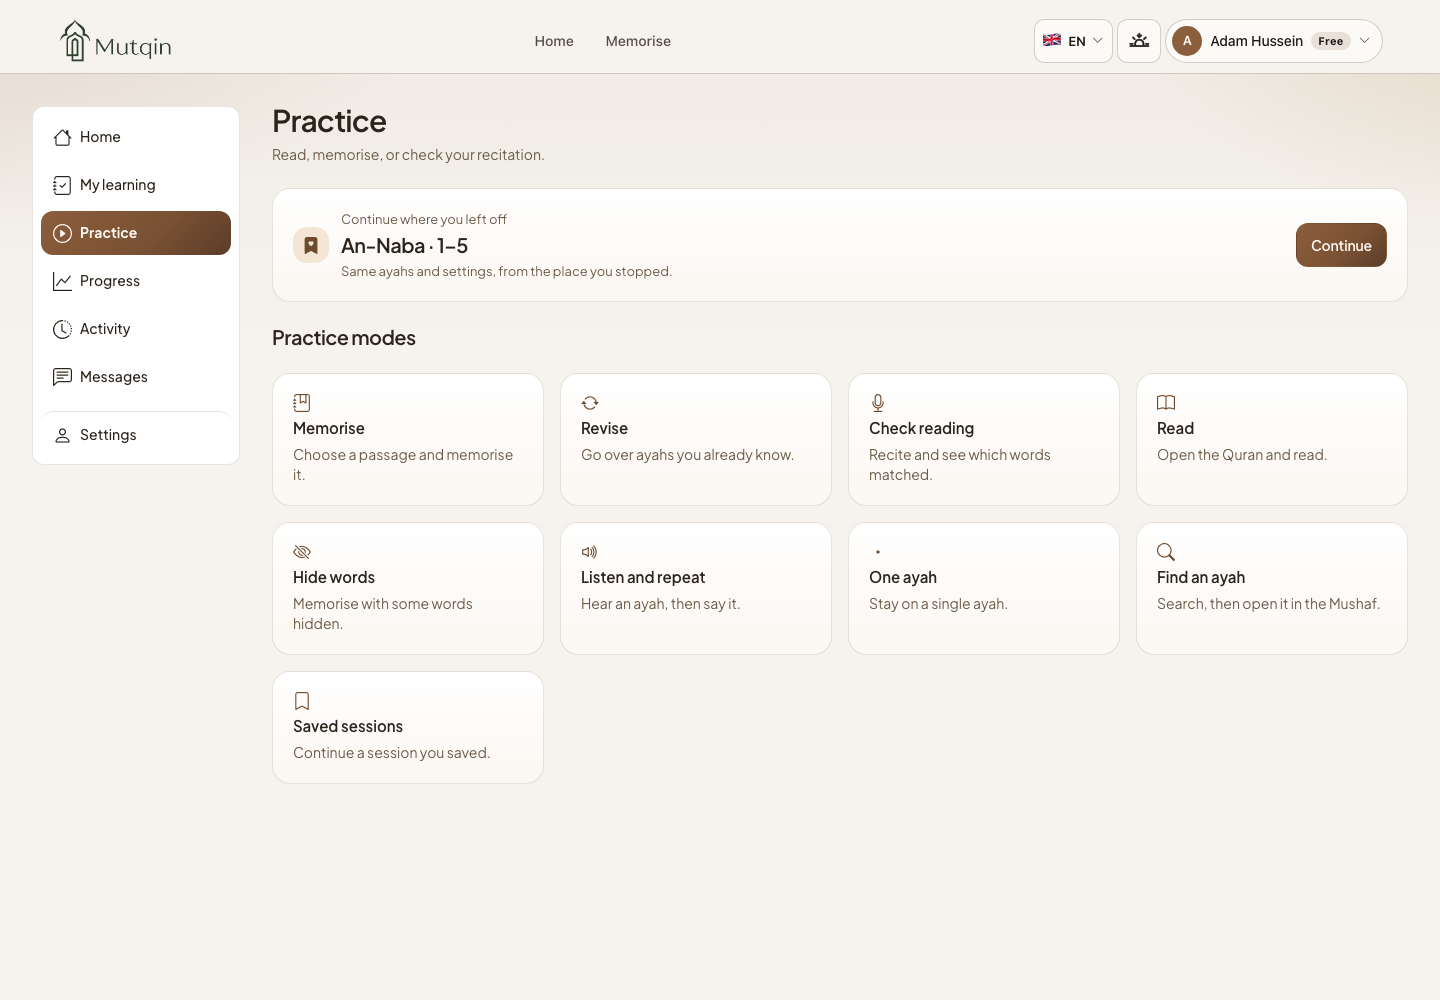 Mutqin
Home
Memorise
EN
A
Adam Hussein
Free
Home
My learning
Practice
Progress
Activity
Messages
Settings
Practice
Read, memorise, or check your recitation.
Continue where you left off
An-Naba · 1–5
Same ayahs and settings, from the place you stopped.
Continue
Practice modes
Memorise
Choose a passage and memorise
it.
Revise
Go over ayahs you already know.
Check reading
Recite and see which words
matched.
Read
Open the Quran and read.
Hide words
Memorise with some words
hidden.
Listen and repeat
Hear an ayah, then say it.
One ayah
Stay on a single ayah.
Find an ayah
Search, then open it in the Mushaf.
Saved sessions
Continue a session you saved.